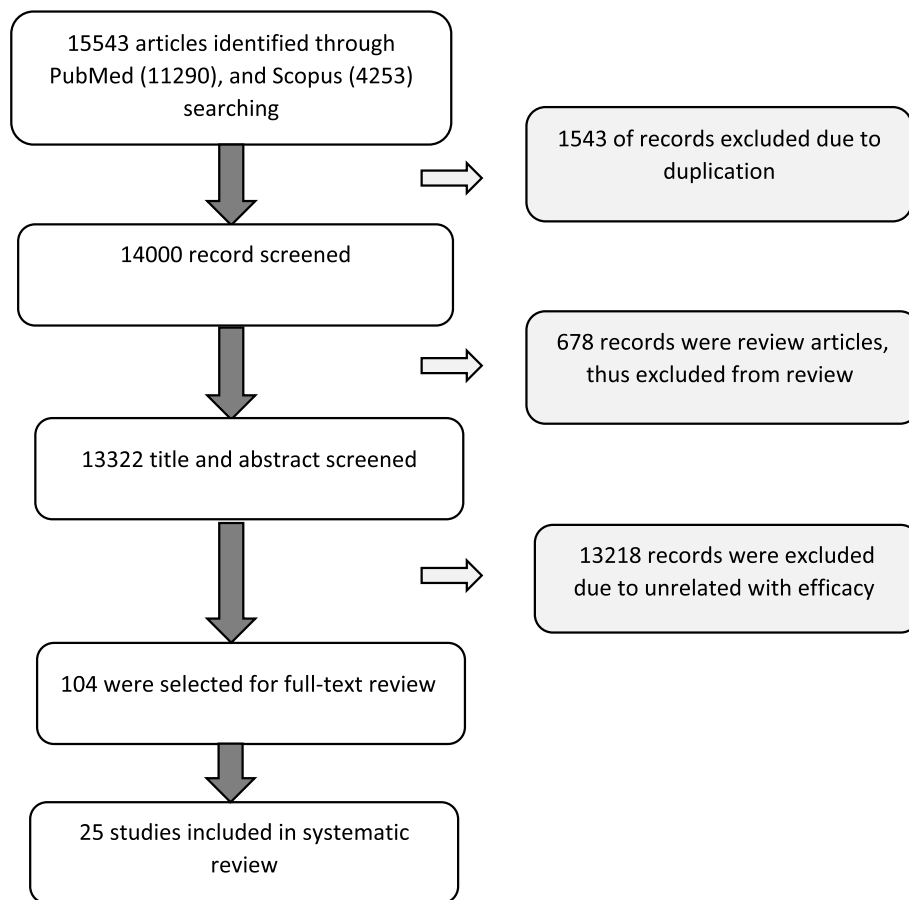 15543 articles identified through
PubMed (11290), and Scopus (4253)
searching
1543 of records excluded due to
duplication
14000 record screened
678 records were review articles,
thus excluded from review
13322 title and abstract screened
13218 records were excluded
due to unrelated with efficacy
104 were selected for full-text review
25 studies included in systematic
review